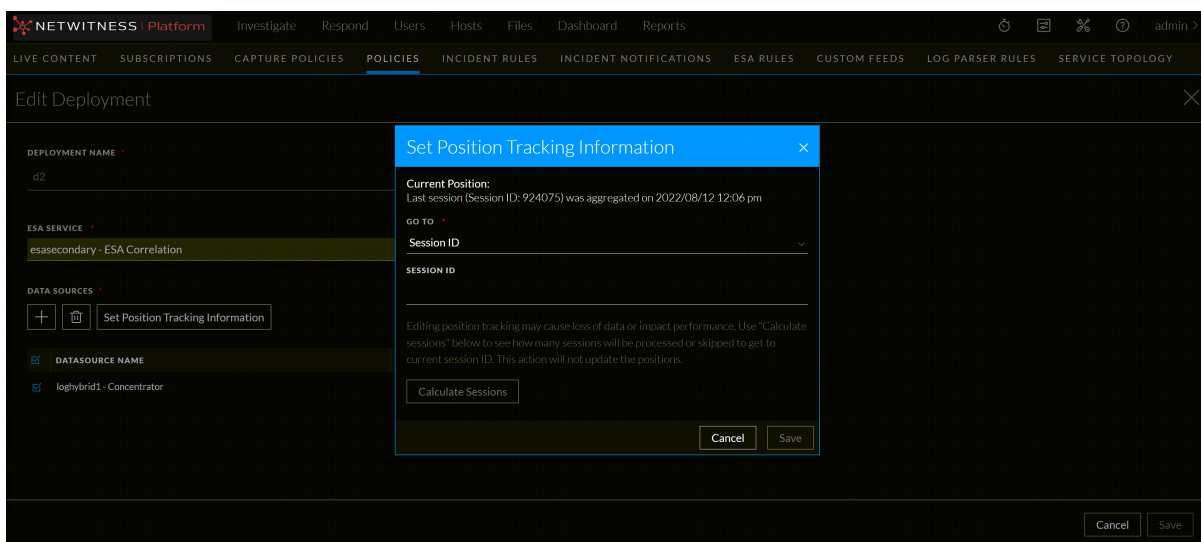 NETWITNESS Platform Investigate Respond Users Hosts Files Dashboard Reports admin >
LIVE CONTENT SUBSCRIPTIONS CAPTURE POLICIES POLICIES INCIDENT RULES INCIDENT NOTIFICATIONS ESA RULES CUSTOM FEEDS LOG PARSER RULES SERVICE TOPOLOGY
Edit Deployment
Set Position Tracking Information
DEPLOYMENT NAME *
d2
Current Position:
Last session (Session ID: 924075) was aggregated on 2022/08/12 12:06 pm
GO TO *
Session ID
ESA SERVICE *
esasecondary - ESA Correlation
SESSION ID
DATA SOURCES *
Set Position Tracking Information
Editing position tracking may cause loss of data or impact performance. Use "Calculate
sessions" below to see how many sessions will be processed or skipped to get to
current session ID. This action will not update the positions.
DATASOURCE NAME
loghybrid1 - Concentrator
Calculate Sessions
Cancel Save
Cancel Save